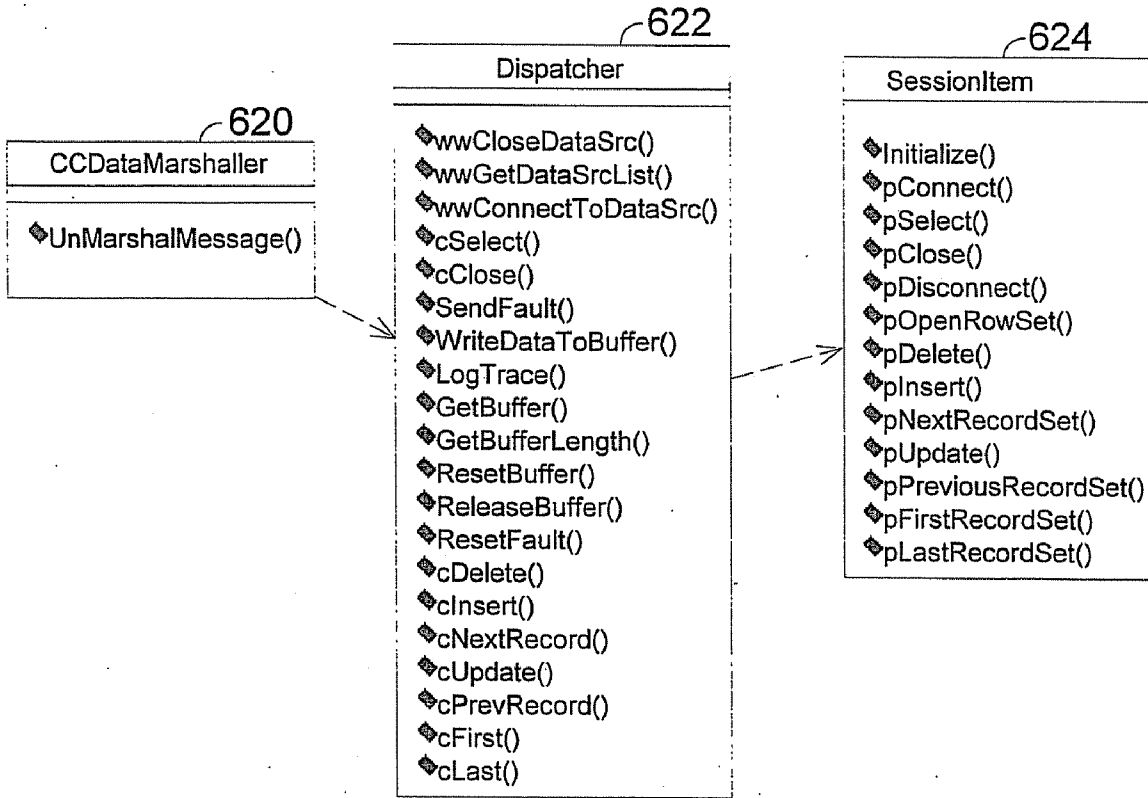 620
CCDataMarshaller
UnMarshalMessage()
622
Dispatcher
wwCloseDataSrc()
wwGetDataSrcList()
wwConnectToDataSrc()
cSelect()
cClose()
SendFault()
WriteDataToBuffer()
LogTrace()
GetBuffer()
GetBufferLength()
ResetBuffer()
ReleaseBuffer()
ResetFault()
cDelete()
cInsert()
cNextRecord()
cUpdate()
cPrevRecord()
cFirst()
cLast()
624
SessionItem
Initialize()
pConnect()
pSelect()
pClose()
pDisconnect()
pOpenRowSet()
pDelete()
pInsert()
pNextRecordSet()
pUpdate()
pPreviousRecordSet()
pFirstRecordSet()
pLastRecordSet()